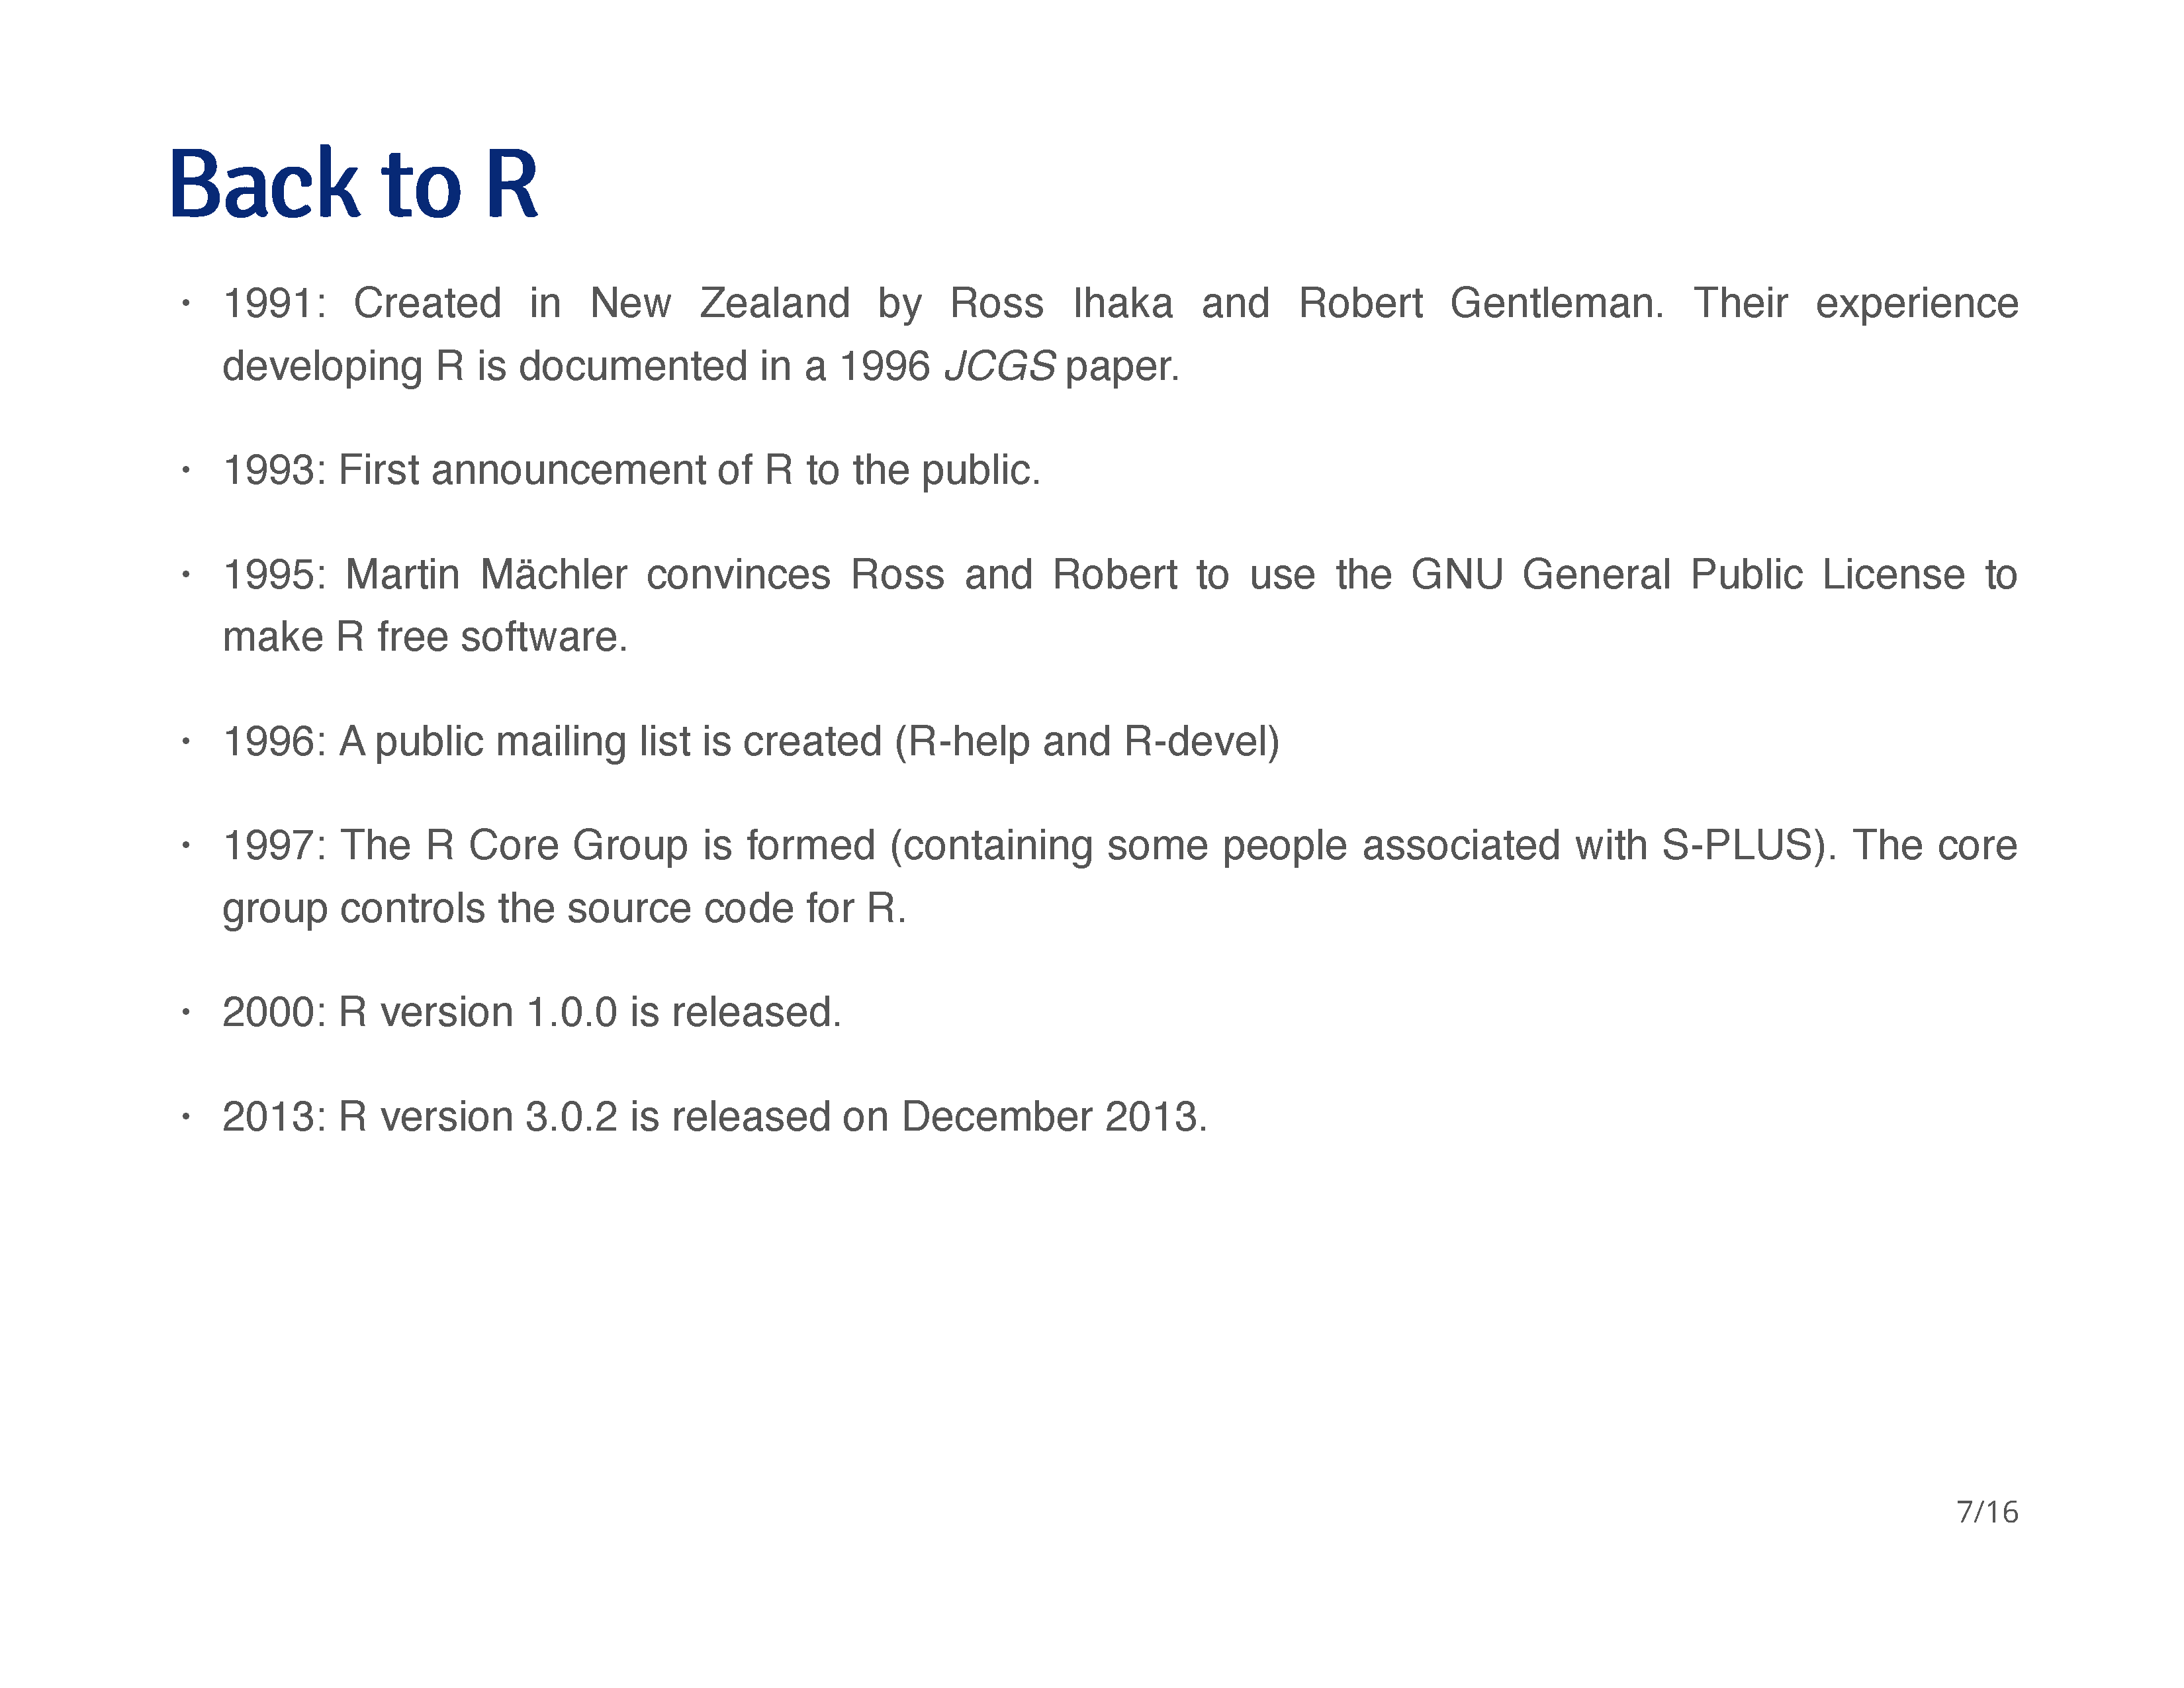 Back to R
· 1991: Created in New Zealand by Ross Ihaka and Robert Gentleman. Their experience
developing R is documented in a 1996 JCGS paper.
· 1993: First announcement of R to the public.
· 1995: Martin Mächler convinces Ross and Robert to use the GNU General Public License to
make R free software.
· 1996: A public mailing list is created (R-help and R-devel)
· 1997: The R Core Group is formed (containing some people associated with S-PLUS). The core
group controls the source code for R.
· 2000: R version 1.0.0 is released.
· 2013: R version 3.0.2 is released on December 2013.
7/16